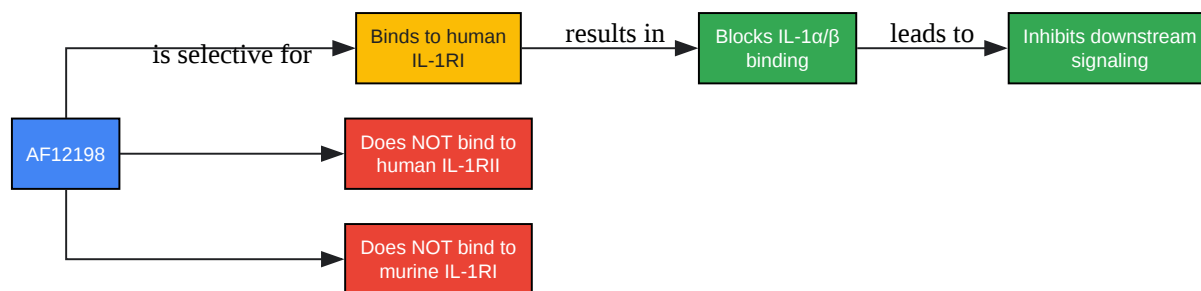 is selective for
Binds to human
IL-1RI
results in
Blocks IL-1α/β
binding
leads to
Inhibits downstream
signaling
AF12198
Does NOT bind to
human IL-1RII
Does NOT bind to
murine IL-1RI